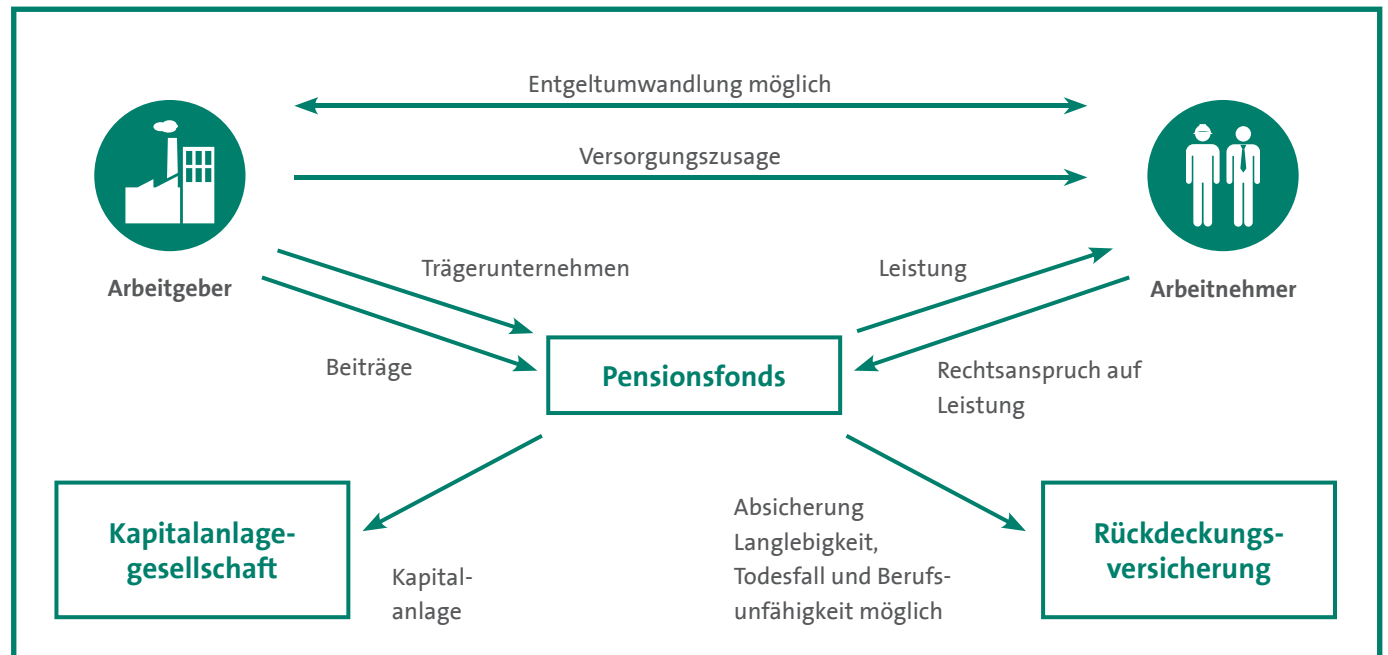 Entgeltumwandlung möglich
Versorgungszusage
Arbeitgeber
Arbeitnehmer
Trägerunternehmen
Leistung
Beiträge
Pensionsfonds
Rechtsanspruch auf
Leistung
Kapitalanlage-
gesellschaft
Kapital-
anlage
Absicherung
Langlebigkeit,
Todesfall und Berufs-
unfähigkeit möglich
Rückdeckungs-
versicherung